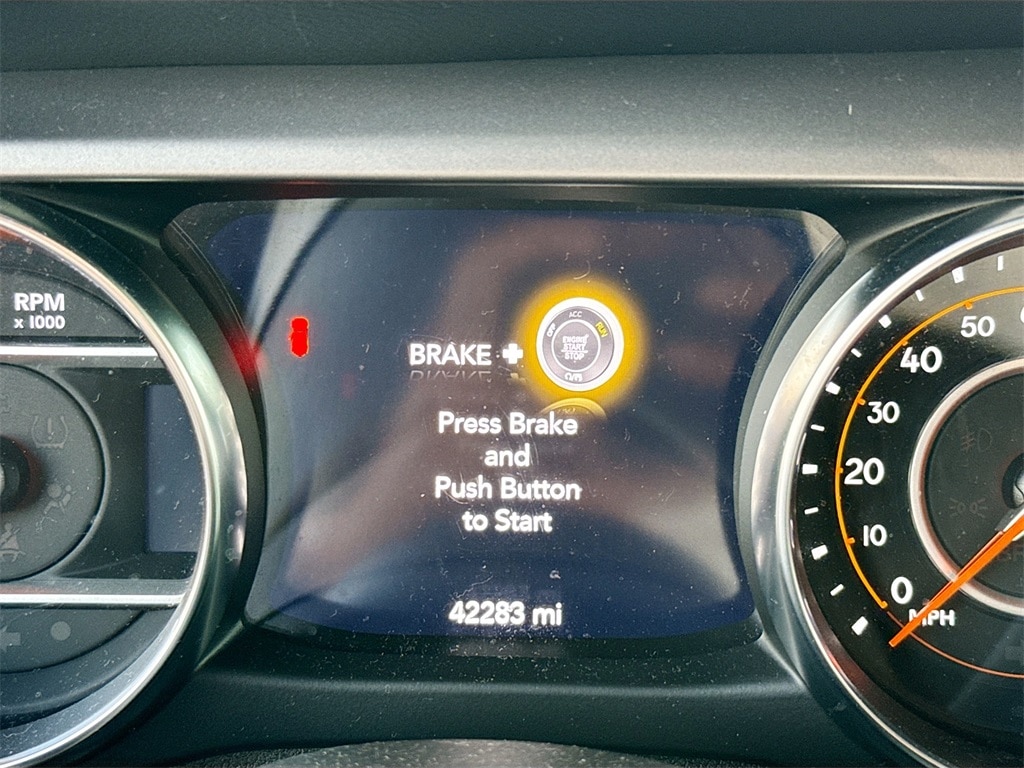 RPM
x 1000
BRAKE +
ACC
OFF
RUN
ENGINE
START
STOP
Press Brake
and
Push Button
to Start
42283 mi
50
40
30
20
10
0
MPH